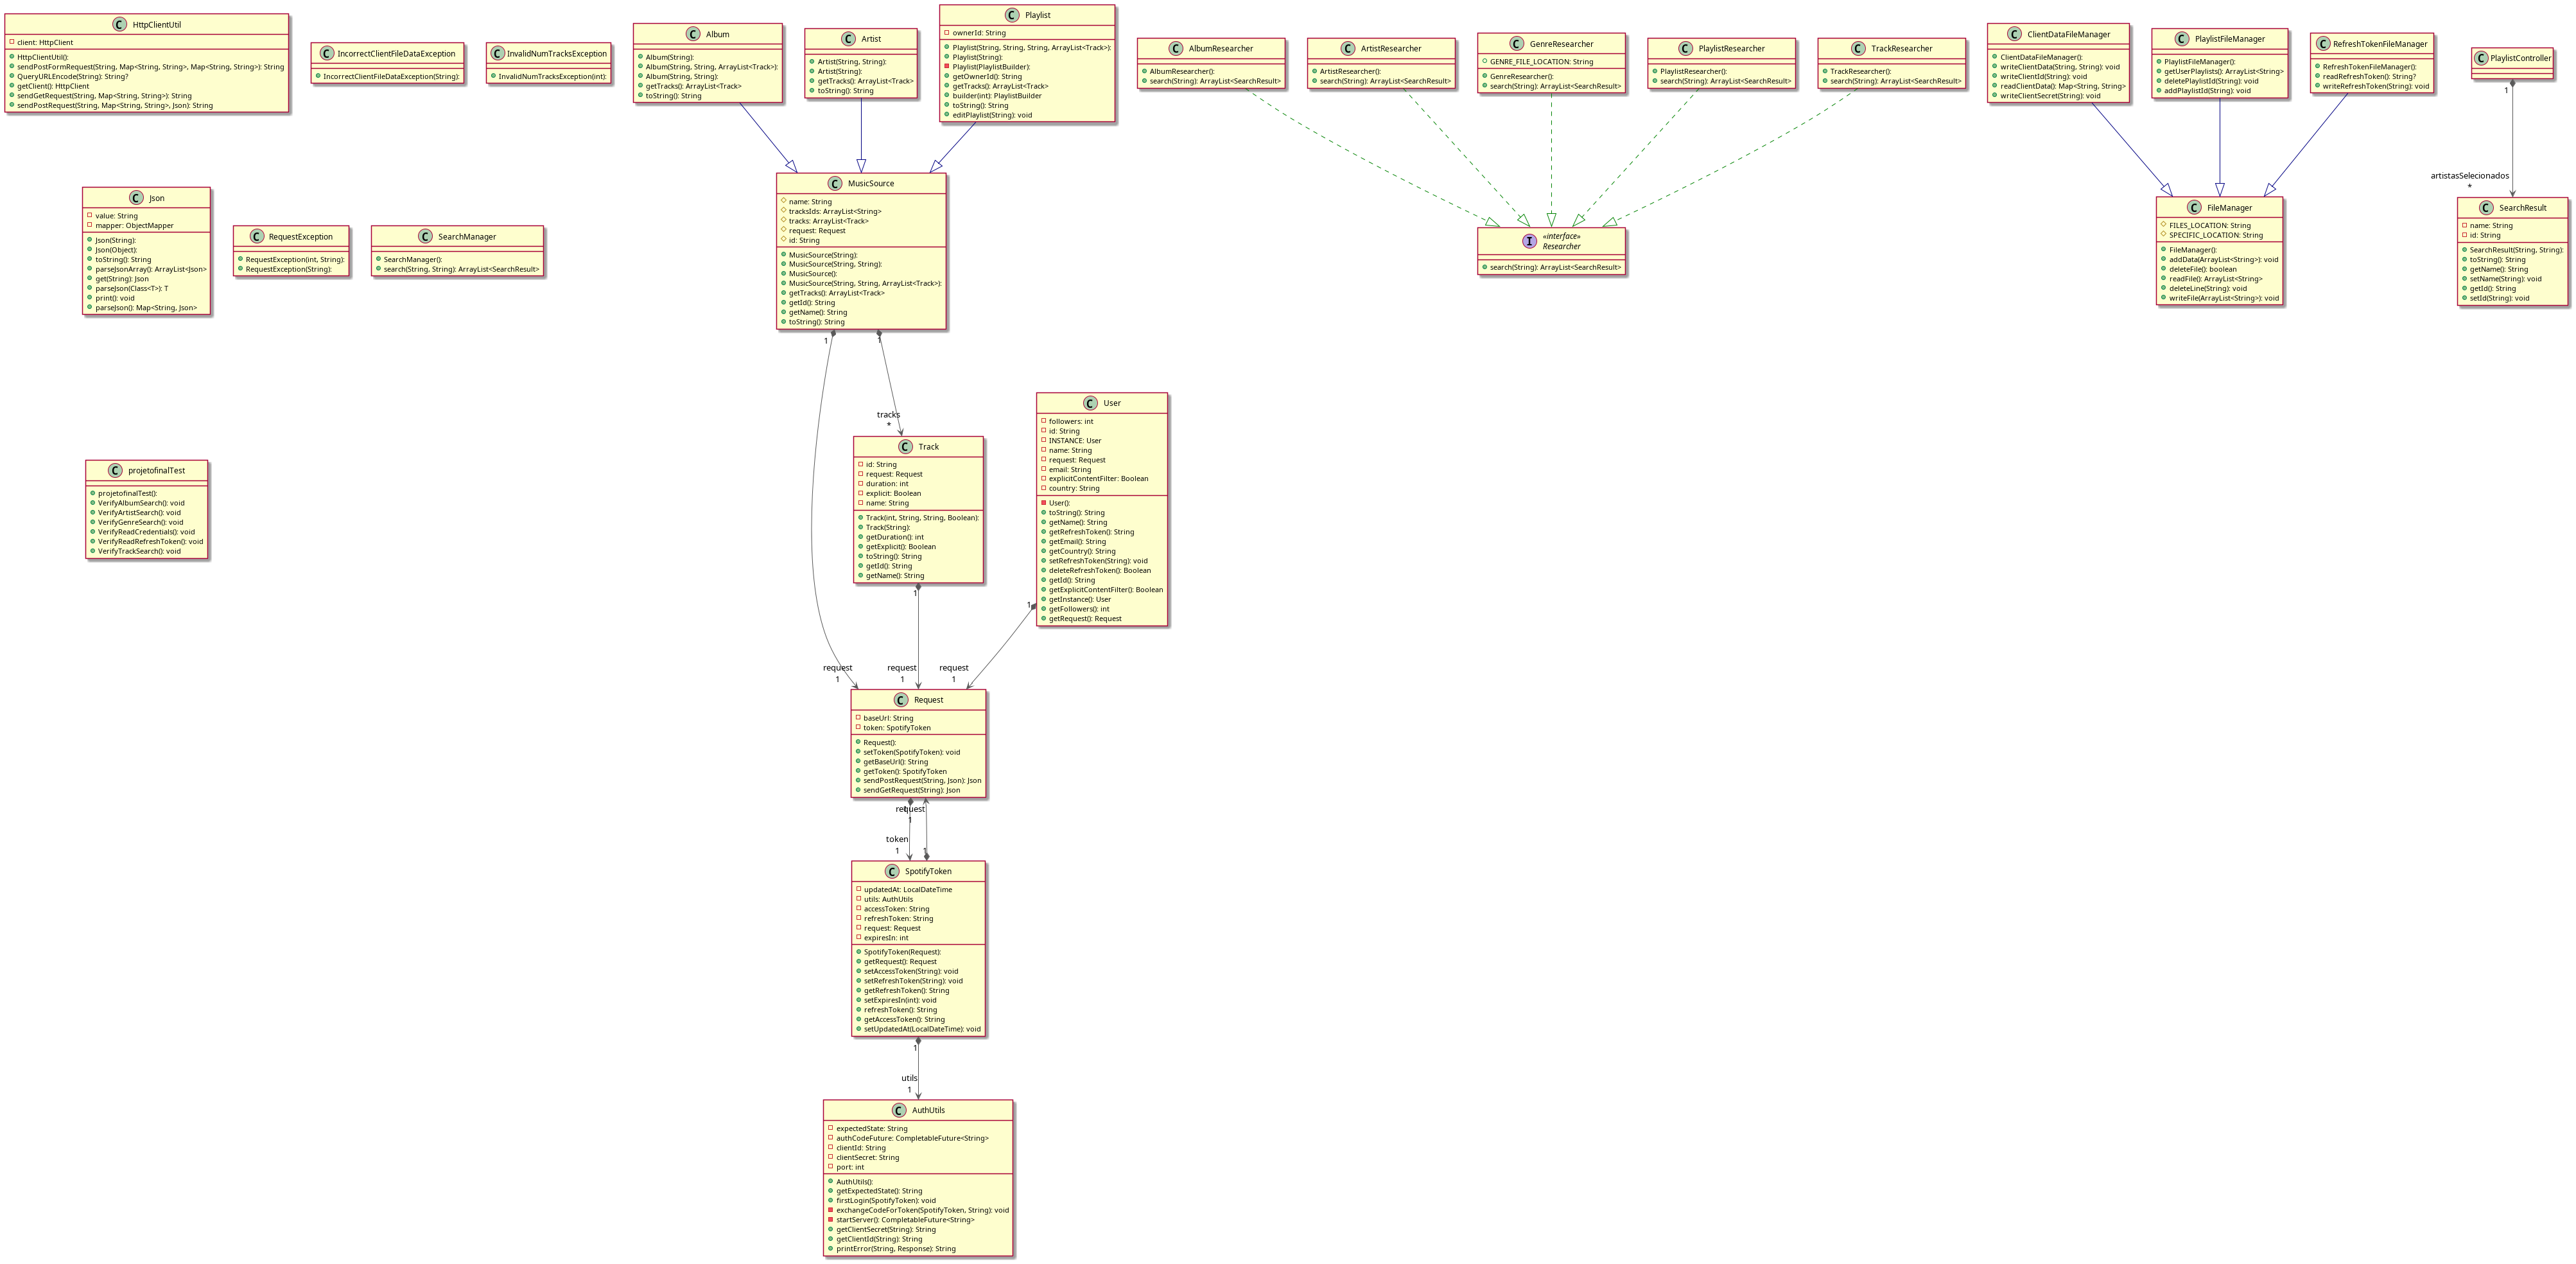 HttpClientUtil
client: HttpClient
HttpClientUtil():
sendPostFormRequest(String, Map<String, String>, Map<String, String>): String
QueryURLEncode(String): String?
getClient(): HttpClient
sendGetRequest(String, Map<String, String>): String
sendPostRequest(String, Map<String, String>, Json): String
IncorrectClientFileDataException
IncorrectClientFileDataException(String):
InvalidNumTracksException
InvalidNumTracksException(int):
Album
Album(String):
Album(String, String, ArrayList<Track>):
Album(String, String):
getTracks(): ArrayList<Track>
toString(): String
Artist
Artist(String, String):
Artist(String):
getTracks(): ArrayList<Track>
toString(): String
Playlist
ownerId: String
Playlist(String, String, String, ArrayList<Track>):
Playlist(String):
Playlist(PlaylistBuilder):
getOwnerId(): String
getTracks(): ArrayList<Track>
builder(int): PlaylistBuilder
toString(): String
editPlaylist(String): void
AlbumResearcher
AlbumResearcher():
search(String): ArrayList<SearchResult>
ArtistResearcher
ArtistResearcher():
search(String): ArrayList<SearchResult>
GenreResearcher
GENRE_FILE_LOCATION: String
GenreResearcher():
search(String): ArrayList<SearchResult>
PlaylistResearcher
PlaylistResearcher():
search(String): ArrayList<SearchResult>
TrackResearcher
TrackResearcher():
search(String): ArrayList<SearchResult>
ClientDataFileManager
ClientDataFileManager():
writeClientData(String, String): void
writeClientId(String): void
readClientData(): Map<String, String>
writeClientSecret(String): void
PlaylistFileManager
PlaylistFileManager():
getUserPlaylists(): ArrayList<String>
deletePlaylistId(String): void
addPlaylistId(String): void
RefreshTokenFileManager
RefreshTokenFileManager():
readRefreshToken(): String?
writeRefreshToken(String): void
PlaylistController
1
artistasSelecionados
*
Json
value: String
mapper: ObjectMapper
Json(String):
Json(Object):
toString(): String
parseJsonArray(): ArrayList<Json>
get(String): Json
parseJson(Class<T>): T
print(): void
parseJson(): Map<String, Json>
RequestException
RequestException(int, String):
RequestException(String):
SearchManager
SearchManager():
search(String, String): ArrayList<SearchResult>
MusicSource
name: String
tracksIds: ArrayList<String>
tracks: ArrayList<Track>
request: Request
id: String
MusicSource(String):
MusicSource(String, String):
MusicSource():
MusicSource(String, String, ArrayList<Track>):
getTracks(): ArrayList<Track>
getId(): String
getName(): String
toString(): String
1
1
«interface»
Researcher
search(String): ArrayList<SearchResult>
FileManager
FILES_LOCATION: String
SPECIFIC_LOCATION: String
FileManager():
addData(ArrayList<String>): void
deleteFile(): boolean
readFile(): ArrayList<String>
deleteLine(String): void
writeFile(ArrayList<String>): void
SearchResult
name: String
id: String
SearchResult(String, String):
toString(): String
getName(): String
setName(String): void
getId(): String
setId(String): void
tracks
*
projetofinalTest
projetofinalTest():
VerifyAlbumSearch(): void
VerifyArtistSearch(): void
VerifyGenreSearch(): void
VerifyReadCredentials(): void
VerifyReadRefreshToken(): void
VerifyTrackSearch(): void
Track
id: String
request: Request
duration: int
explicit: Boolean
name: String
Track(int, String, String, Boolean):
Track(String):
getDuration(): int
getExplicit(): Boolean
toString(): String
getId(): String
getName(): String
1
User
followers: int
id: String
INSTANCE: User
name: String
request: Request
email: String
explicitContentFilter: Boolean
country: String
User():
toString(): String
getName(): String
getRefreshToken(): String
getEmail(): String
getCountry(): String
setRefreshToken(String): void
deleteRefreshToken(): Boolean
getId(): String
getExplicitContentFilter(): Boolean
getInstance(): User
getFollowers(): int
getRequest(): Request
1
request
1
request
1
request
1
Request
baseUrl: String
token: SpotifyToken
Request():
setToken(SpotifyToken): void
getBaseUrl(): String
getToken(): SpotifyToken
sendPostRequest(String, Json): Json
sendGetRequest(String): Json
1
request
1
token
1
1
SpotifyToken
updatedAt: LocalDateTime
utils: AuthUtils
accessToken: String
refreshToken: String
request: Request
expiresIn: int
SpotifyToken(Request):
getRequest(): Request
setAccessToken(String): void
setRefreshToken(String): void
getRefreshToken(): String
setExpiresIn(int): void
refreshToken(): String
getAccessToken(): String
setUpdatedAt(LocalDateTime): void
1
utils
1
AuthUtils
expectedState: String
authCodeFuture: CompletableFuture<String>
clientId: String
clientSecret: String
port: int
AuthUtils():
getExpectedState(): String
firstLogin(SpotifyToken): void
exchangeCodeForToken(SpotifyToken, String): void
startServer(): CompletableFuture<String>
getClientSecret(String): String
getClientId(String): String
printError(String, Response): String